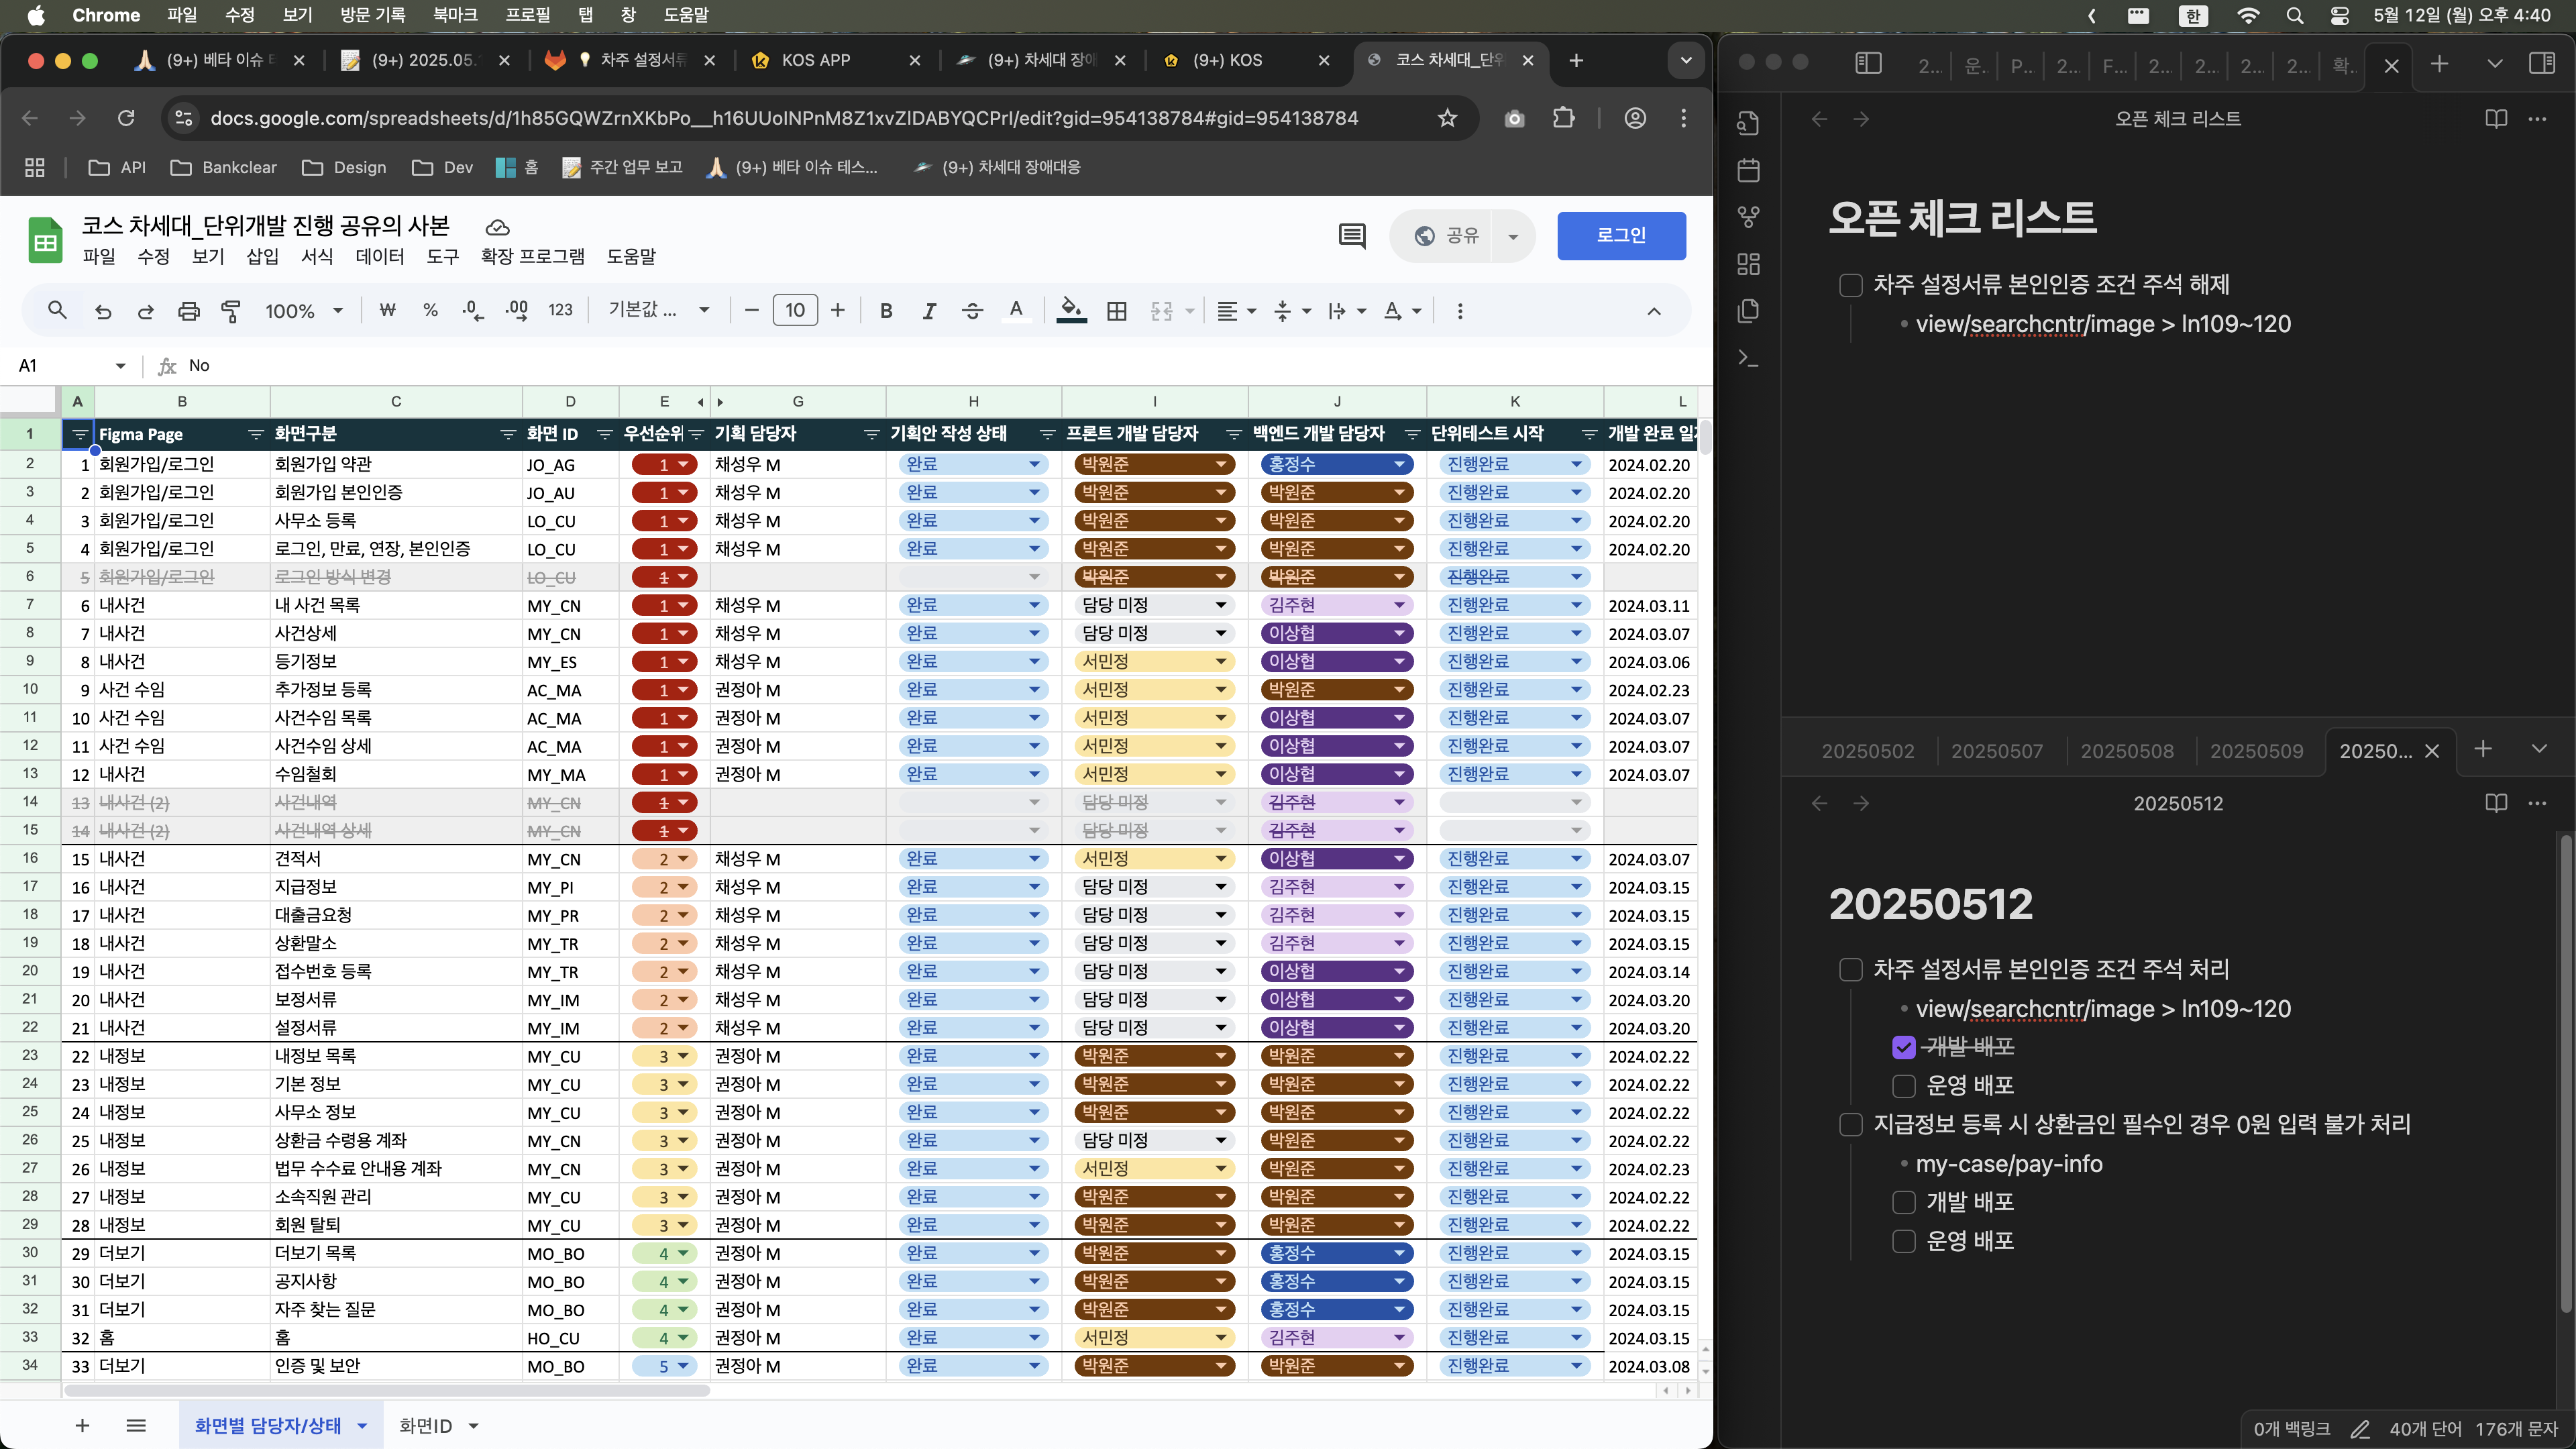 Chrome 파일 수정 보기 방문 기록 북마크 프로필 탭 창 도움말 한 5월 12일 (월) 오후 4:40
(9+) 베타 이슈 (9+) 2025.05. 차주 설정서류 KOS APP (9+) 차세대 장애 (9+) KOS 코스 차세대_단위
docs.google.com/spreadsheets/d/1h85GQWZrnXKbPo__h16UUoINPnM8Z1xvZlDABYQCPrI/edit?gid=954138784#gid=954138784
API Bankclear Design Dev 홈 주간 업무 보고 (9+) 베타 이슈 테스... (9+) 차세대 장애대응
코스 차세대_단위개발 진행 공유의 사본
공유 로그인
파일 수정 보기 삽입 서식 데이터 도구 확장 프로그램 도움말
100% ₩ % .0 .00 123 기본값 ... 10 B I A
A1 fx No
A B C D E G H I J K L
1 Figma Page 화면구분 화면 ID 우선순위 기획 담당자 기획안 작성 상태 프론트 개발 담당자 백엔드 개발 담당자 단위테스트 시작 개발 완료 일자
2 1 회원가입/로그인 회원가입 약관 JO_AG 1 채성우 M 완료 박원준 홍정수 진행완료 2024.02.20
3 2 회원가입/로그인 회원가입 본인인증 JO_AU 1 채성우 M 완료 박원준 박원준 진행완료 2024.02.20
4 3 회원가입/로그인 사무소 등록 LO_CU 1 채성우 M 완료 박원준 박원준 진행완료 2024.02.20
5 4 회원가입/로그인 로그인, 만료, 연장, 본인인증 LO_CU 1 채성우 M 완료 박원준 박원준 진행완료 2024.02.20
6 5 회원가입/로그인 로그인 방식 변경 LO_CU 1 박원준 박원준 진행완료
7 6 내사건 내 사건 목록 MY_CN 1 채성우 M 완료 담당 미정 김주현 진행완료 2024.03.11
8 7 내사건 사건상세 MY_CN 1 채성우 M 완료 담당 미정 이상협 진행완료 2024.03.07
9 8 내사건 등기정보 MY_ES 1 채성우 M 완료 서민정 이상협 진행완료 2024.03.06
10 9 사건 수임 추가정보 등록 AC_MA 1 권정아 M 완료 서민정 박원준 진행완료 2024.02.23
11 10 사건 수임 사건수임 목록 AC_MA 1 권정아 M 완료 서민정 이상협 진행완료 2024.03.07
12 11 사건 수임 사건수임 상세 AC_MA 1 권정아 M 완료 서민정 이상협 진행완료 2024.03.07
13 12 내사건 수임철회 MY_MA 1 권정아 M 완료 서민정 이상협 진행완료 2024.03.07
14 13 내사건 (2) 사건내역 MY_CN 1 담당 미정 김주현
15 14 내사건 (2) 사건내역 상세 MY_CN 1 담당 미정 김주현
16 15 내사건 견적서 MY_CN 2 채성우 M 완료 서민정 이상협 진행완료 2024.03.07
17 16 내사건 지급정보 MY_PI 2 채성우 M 완료 담당 미정 김주현 진행완료 2024.03.15
18 17 내사건 대출금요청 MY_PR 2 채성우 M 완료 담당 미정 김주현 진행완료 2024.03.15
19 18 내사건 상환말소 MY_TR 2 채성우 M 완료 담당 미정 김주현 진행완료 2024.03.15
20 19 내사건 접수번호 등록 MY_TR 2 채성우 M 완료 담당 미정 이상협 진행완료 2024.03.14
21 20 내사건 보정서류 MY_IM 2 채성우 M 완료 담당 미정 이상협 진행완료 2024.03.20
22 21 내사건 설정서류 MY_IM 2 채성우 M 완료 담당 미정 이상협 진행완료 2024.03.20
23 22 내정보 내정보 목록 MY_CU 3 권정아 M 완료 박원준 박원준 진행완료 2024.02.22
24 23 내정보 기본 정보 MY_CU 3 권정아 M 완료 박원준 박원준 진행완료 2024.02.22
25 24 내정보 사무소 정보 MY_CU 3 권정아 M 완료 박원준 박원준 진행완료 2024.02.22
26 25 내정보 상환금 수령용 계좌 MY_CN 3 권정아 M 완료 담당 미정 박원준 진행완료 2024.02.22
27 26 내정보 법무 수수료 안내용 계좌 MY_CN 3 권정아 M 완료 서민정 박원준 진행완료 2024.02.23
28 27 내정보 소속직원 관리 MY_CU 3 권정아 M 완료 박원준 박원준 진행완료 2024.02.22
29 28 내정보 회원 탈퇴 MY_CU 3 권정아 M 완료 박원준 박원준 진행완료 2024.02.22
30 29 더보기 더보기 목록 MO_BO 4 권정아 M 완료 박원준 홍정수 진행완료 2024.03.15
31 30 더보기 공지사항 MO_BO 4 권정아 M 완료 박원준 홍정수 진행완료 2024.03.15
32 31 더보기 자주 찾는 질문 MO_BO 4 권정아 M 완료 박원준 홍정수 진행완료 2024.03.15
33 32 홈 홈 HO_CU 4 권정아 M 완료 서민정 김주현 진행완료 2024.03.15
34 33 더보기 인증 및 보안 MO_BO 5 권정아 M 완료 박원준 박원준 진행완료 2024.03.08
화면별 담당자/상태 화면ID
2... 운. P... 2... F... 2... 2... 2... 2... 확.
오픈 체크 리스트
오픈 체크 리스트
차주 설정서류 본인인증 조건 주석 해제
view/searchcntr/image > ln109~120
20250502 20250507 20250508 20250509 20250...
20250512
20250512
차주 설정서류 본인인증 조건 주석 처리
view/searchcntr/image > ln109~120
개발 배포
운영 배포
지급정보 등록 시 상환금인 필수인 경우 0원 입력 불가 처리
my-case/pay-info
개발 배포
운영 배포
0개 백링크 40개 단어 176개 문자